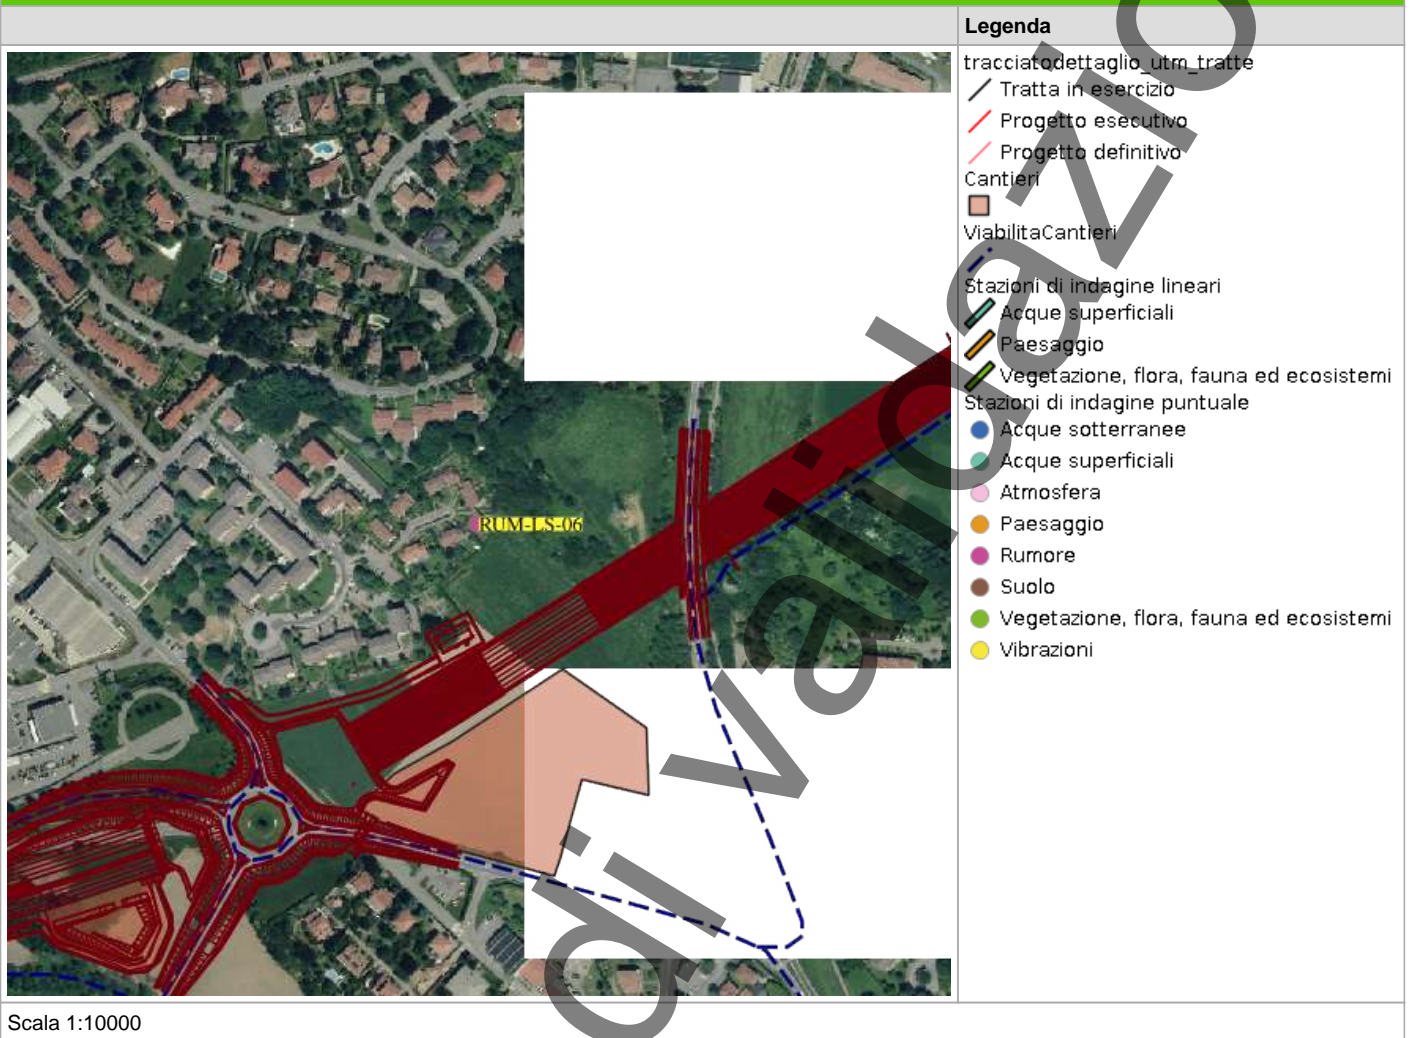 Legenda
tracciatodettaglio_utm_tratte
Tratta in esercizio
Progetto esecutivo
Progetto definitivo
Cantieri
ViabilitaCantieri
Stazioni di indagine lineari
Acque superficiali
Paesaggio
Vegetazione, flora, fauna ed ecosistemi
Stazioni di indagine puntuale
Acque sotterranee
Acque superficiali
Atmosfera
Paesaggio
Rumore
Suolo
Vegetazione, flora, fauna ed ecosistemi
Vibrazioni
RUM-LS-06
di validazio
Scala 1:10000